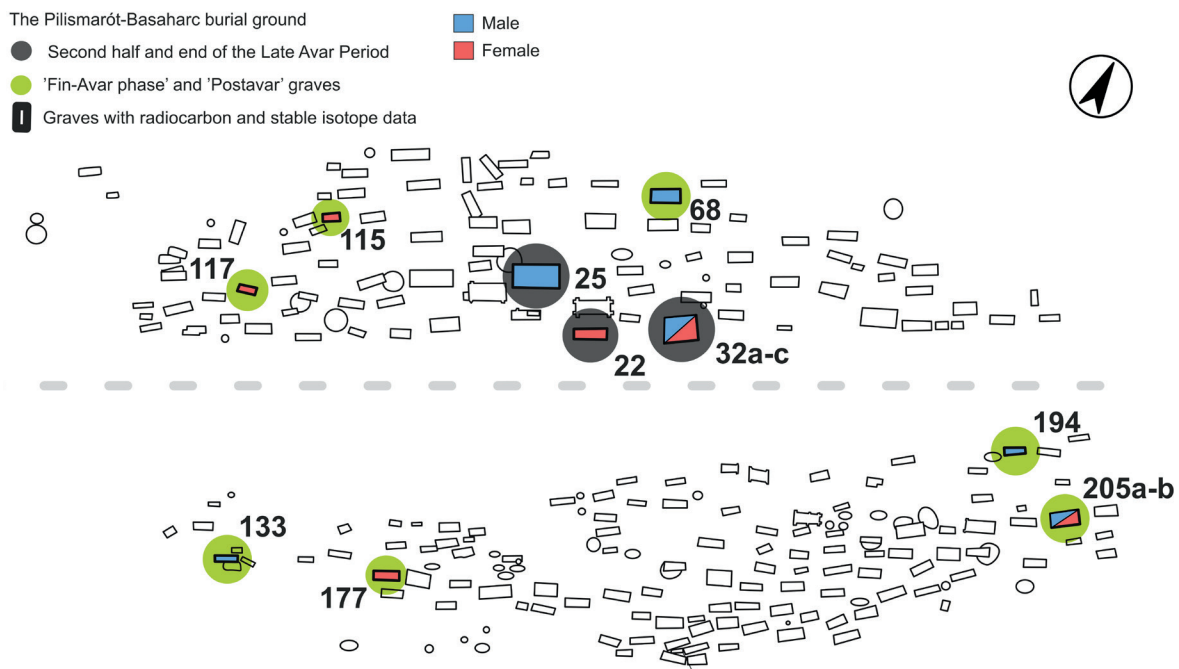 The Pilismarót-Basaharc burial ground
Second half and end of the Late Avar Period
'Fin-Avar phase' and 'Postavar' graves
I Graves with radiocarbon and stable isotope data
Male
Female
68
115
117
25
22
32a-c
194
205a-b
133
177